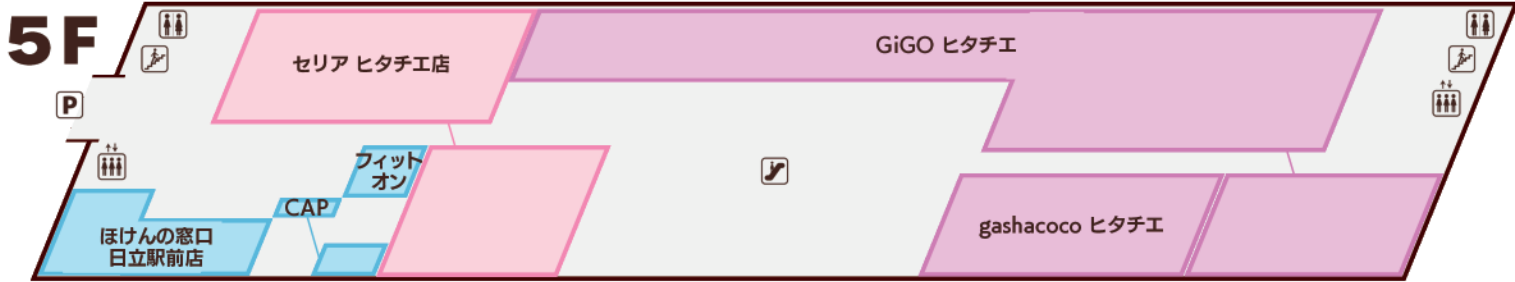 5F
セリア ヒタチエ店
GiGO ヒタチエ
P
フィット
オン
CAP
ほけんの窓口
日立駅前店
gashacoco ヒタチエ